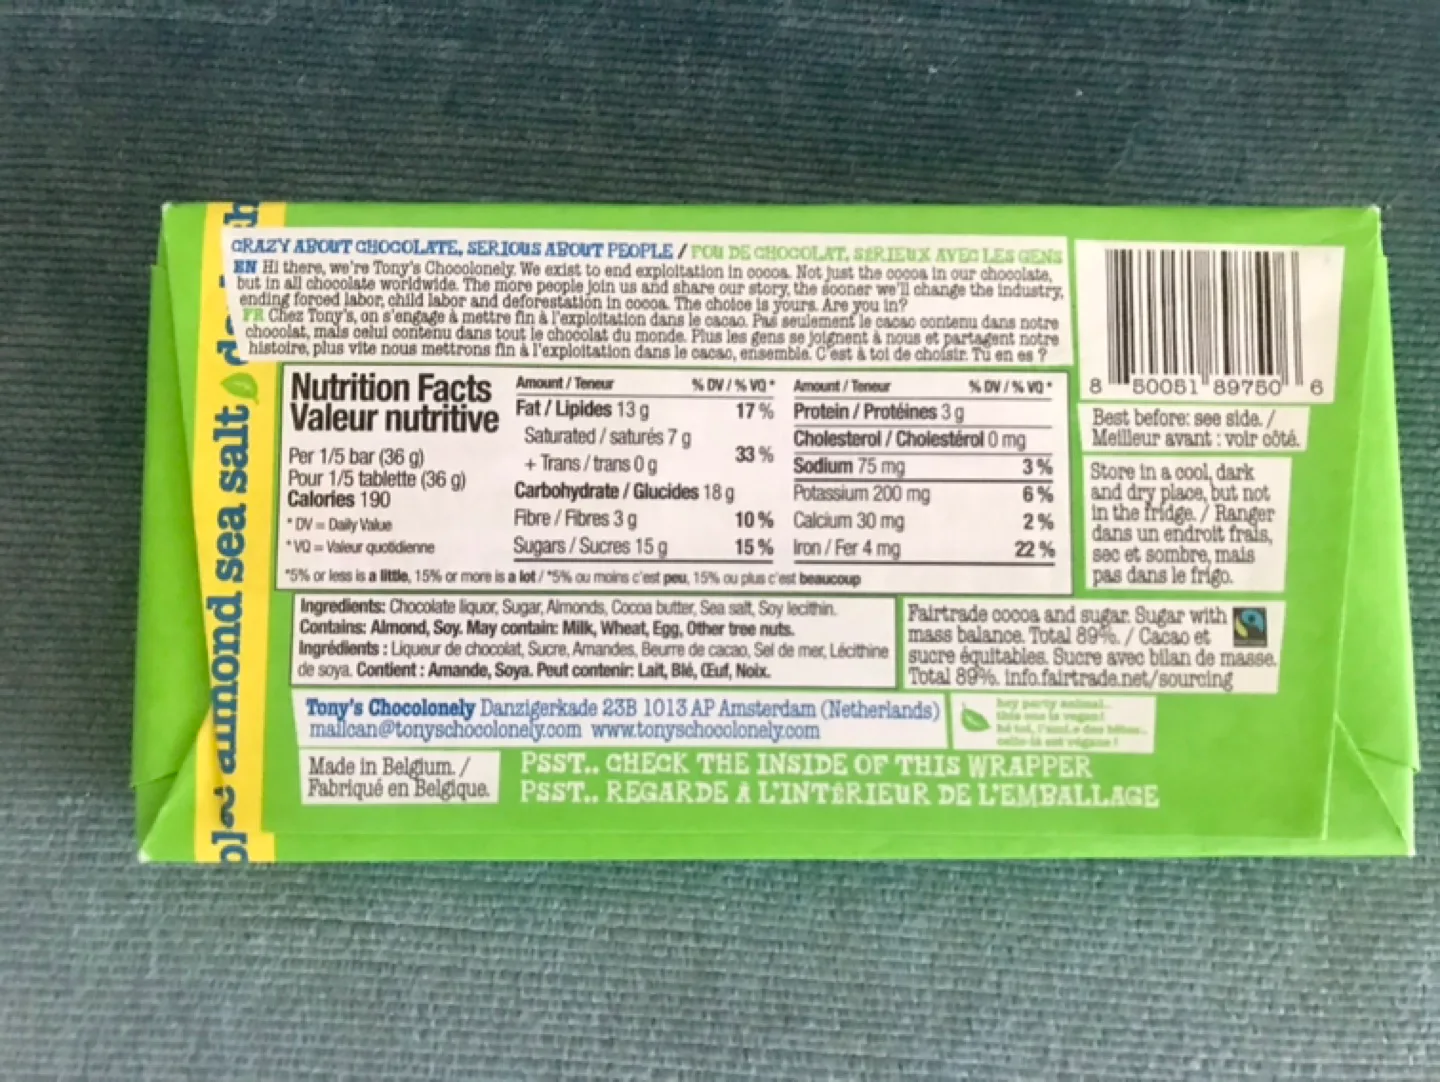 CRAZY ABOUT CHOCOLATE, SERIOUS ABOUT PEOPLE / FOU DE CHOCOLAT, SERIEUX AVEC LES GENS
EN Hi there, we're Tony's Chocolonely. We exist to end exploitation in cocoa. Not just the cocoa in our chocolate,
but in all chocolate worldwide. The more people join us and share our story, the sooner we'll change the industry,
ending forced labor, child labor and deforestation in cocoa. The choice is yours. Are you in?
FR Chez Tony's, on s'engage à mettre fin à l'exploitation dans le cacao. Pas seulement le cacao contenu dans notre
chocolat, mais celui contenu dans tout le chocolat du monde. Plus les gens se joignent à nous et partagent notre
histoire, plus vite nous mettrons fin à l'exploitation dans le cacao, ensemble. C'est à toi de choisir. Tu en es ?
Nutrition Facts
Valeur nutritive
Per 1/5 bar (36 g)
Pour 1/5 tablette (36 g)
Calories 190
* DV = Daily Value
* VQ = Valeur quotidienne
Amount / Teneur % DV / % VQ *
Fat / Lipides 13 g 17 %
Saturated / saturés 7 g
+ Trans / trans 0 g 33 %
Carbohydrate / Glucides 18 g
Fibre / Fibres 3 g 10 %
Sugars / Sucres 15 g 15 %
Amount / Teneur % DV / % VQ *
Protein / Protéines 3 g
Cholesterol / Cholestérol 0 mg
Sodium 75 mg 3 %
Potassium 200 mg 6 %
Calcium 30 mg 2 %
Iron / Fer 4 mg 22 %
*5% or less is a little, 15% or more is a lot / *5% ou moins c'est peu, 15% ou plus c'est beaucoup
Ingredients: Chocolate liquor, Sugar, Almonds, Cocoa butter, Sea salt, Soy lecithin.
Contains: Almond, Soy. May contain: Milk, Wheat, Egg, Other tree nuts.
Ingrédients : Liqueur de chocolat, Sucre, Amandes, Beurre de cacao, Sel de mer, Lécithine
de soya. Contient : Amande, Soya. Peut contenir: Lait, Blé, Œuf, Noix.
Tony's Chocolonely Danzigerkade 23B 1013 AP Amsterdam (Netherlands)
mailcan@tonyschocolonely.com www.tonyschocolonely.com
Made in Belgium. /
Fabriqué en Belgique.
PSST.. CHECK THE INSIDE OF THIS WRAPPER
PSST.. REGARDE À L'INTÉRIEUR DE L'EMBALLAGE
8 50051 89750 6
Best before: see side. /
Meilleur avant : voir côté.
Store in a cool, dark
and dry place, but not
in the fridge. / Ranger
dans un endroit frais,
sec et sombre, mais
pas dans le frigo.
Fairtrade cocoa and sugar. Sugar with
mass balance. Total 89%. / Cacao et
sucre équitables. Sucre avec bilan de masse.
Total 89%. info.fairtrade.net/sourcing
hey party animal..
this one is vegan!
hé toi, l'ami.e des bêtes..
celle-là est végane !
almond sea salt